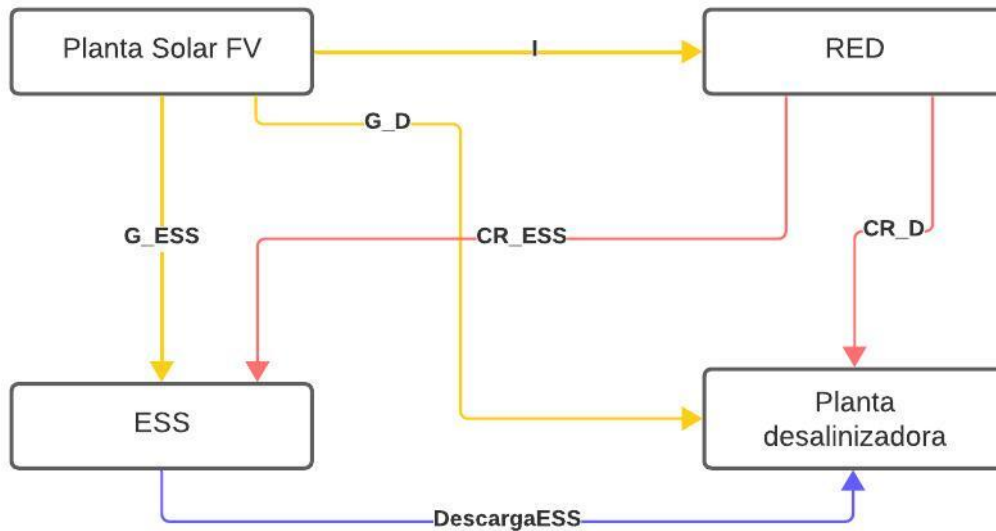 Planta Solar FV
I
RED
G_D
G_ESS
CR_ESS
CR_D
ESS
Planta
desalinizadora
DescargaESS